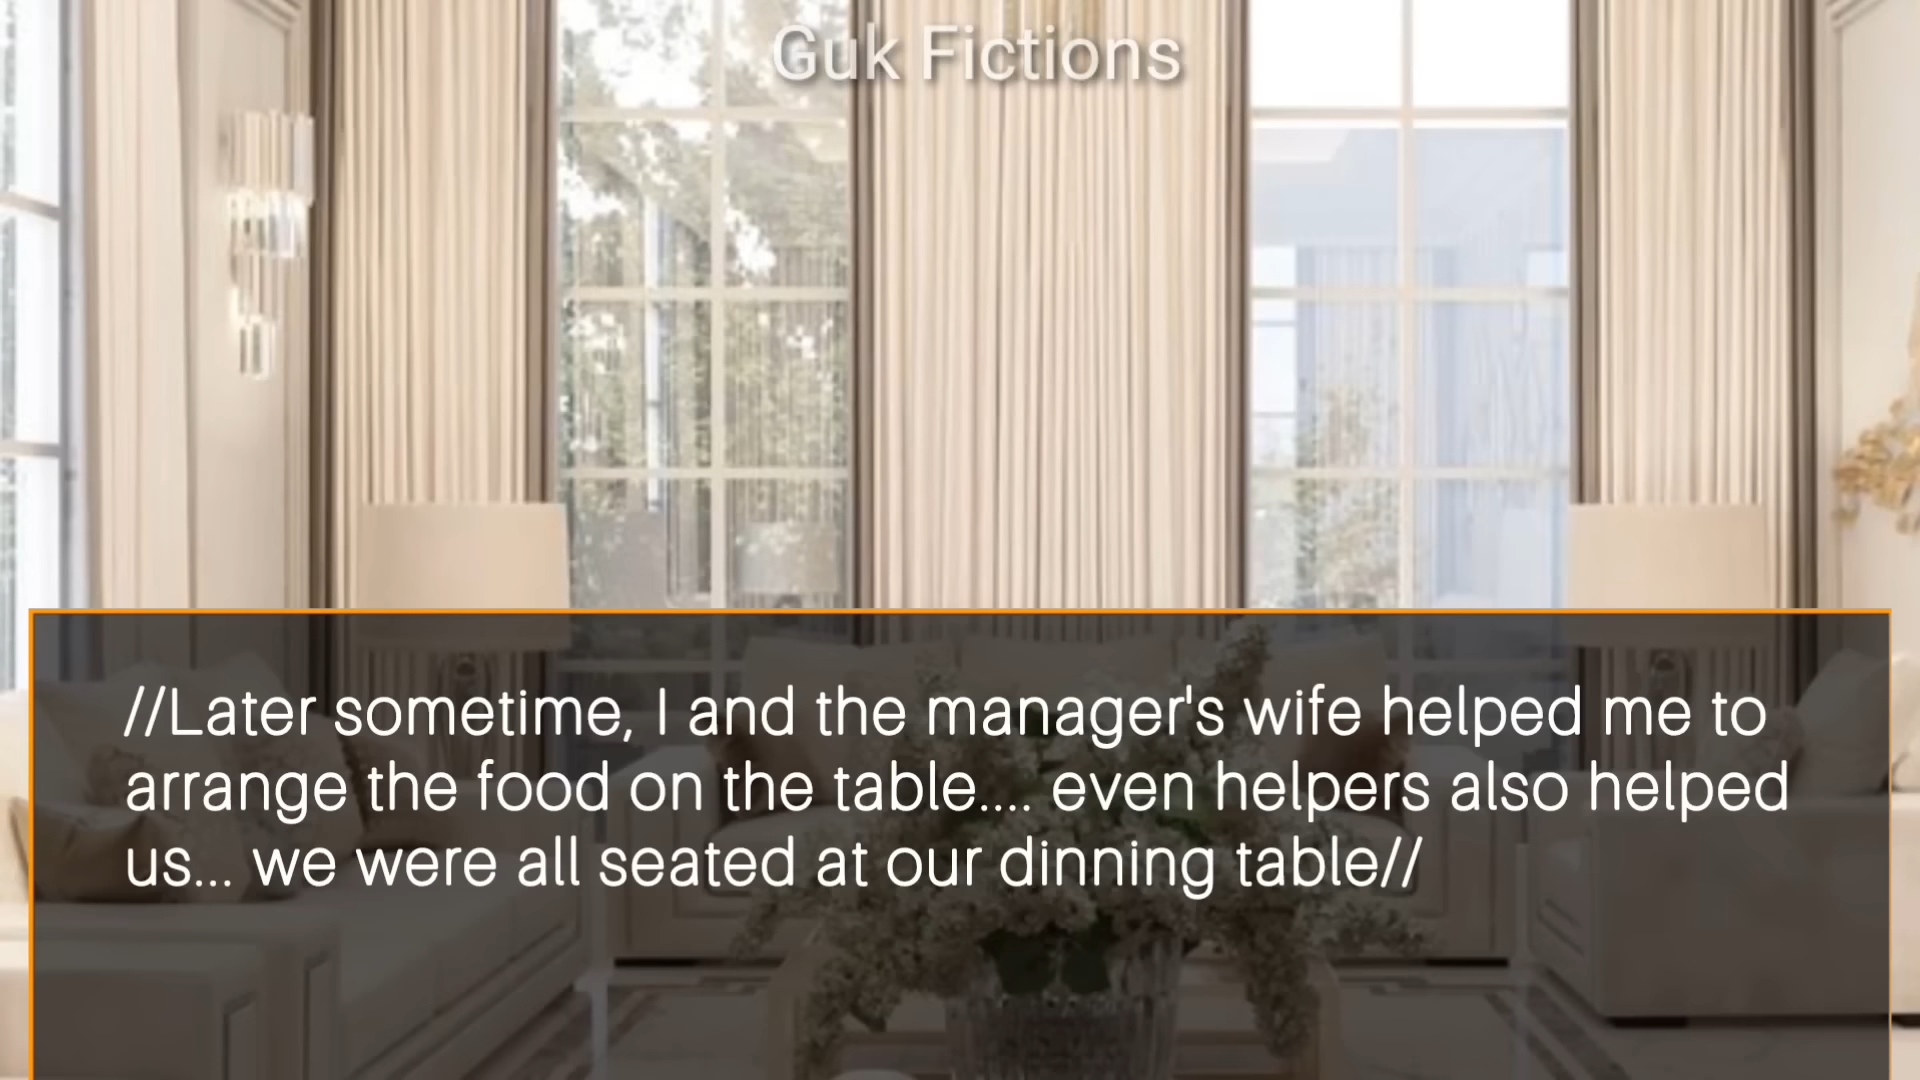 Guk Fictions
//Later sometime, I and the manager's wife helped me to
arrange the food on the table.... even helpers also helped
us... we were all seated at our dinning table//